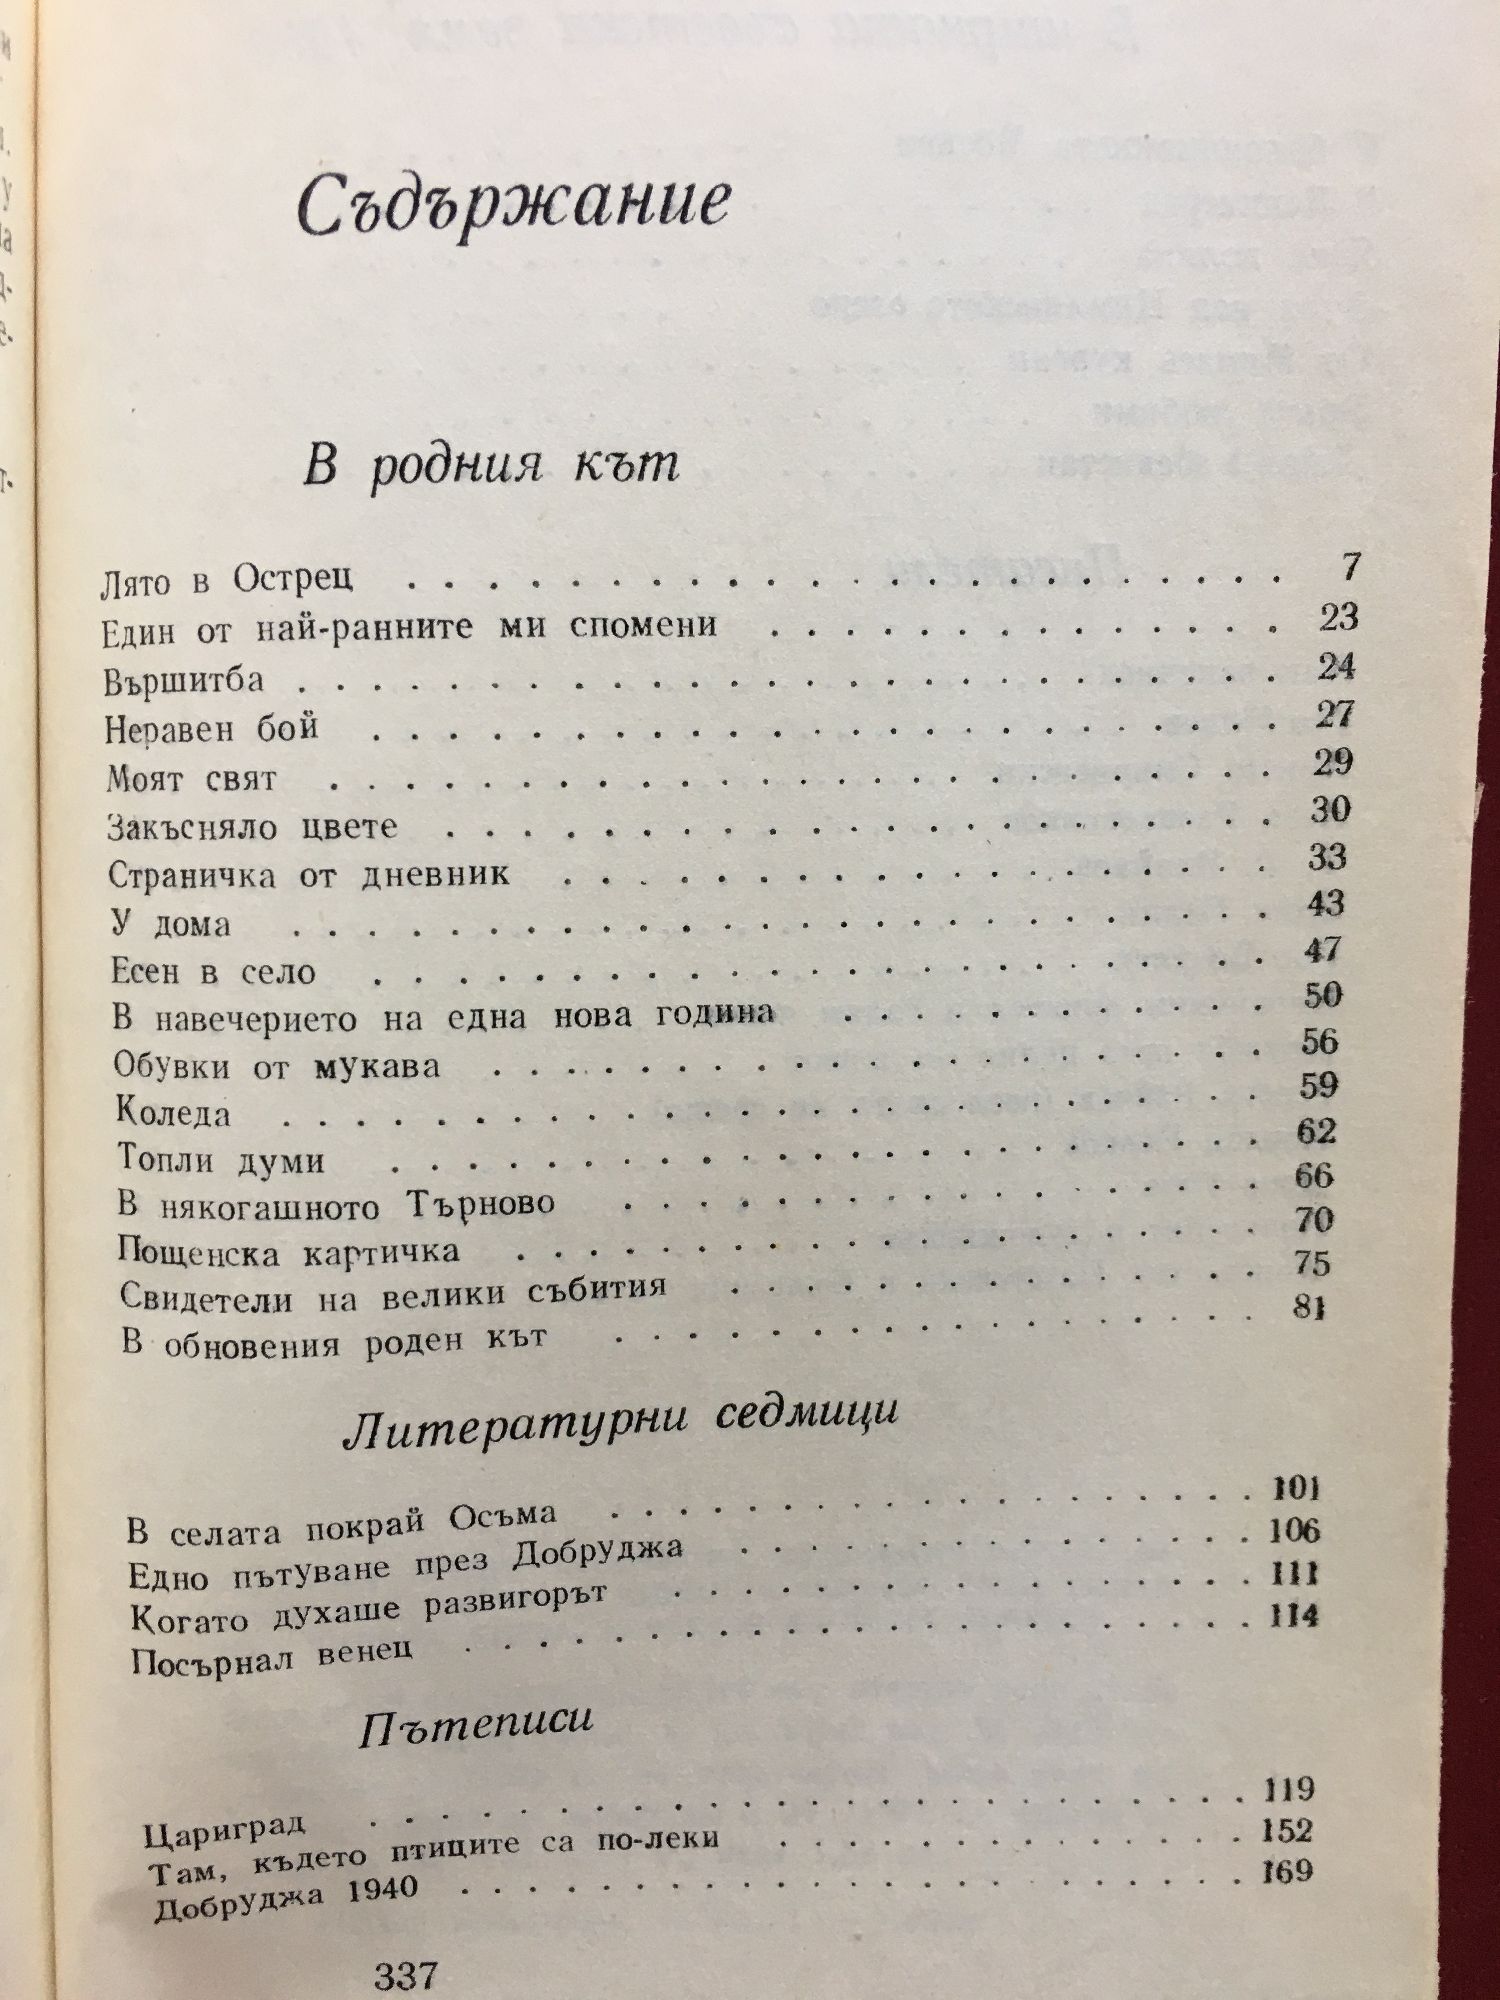 Съдържание
В родния кът
Лято в Острец . . . . . . . . . . . . . . . . . . . . . . 7
Един от най-ранните ми спомени . . . . . . . . . . . . . . 23
Вършитба . . . . . . . . . . . . . . . . . . . . . . . . . 24
Неравен бой . . . . . . . . . . . . . . . . . . . . . . . 27
Моят свят . . . . . . . . . . . . . . . . . . . . . . . . 29
Закъсняло цвете . . . . . . . . . . . . . . . . . . . . . 30
Страничка от дневник . . . . . . . . . . . . . . . . . . . 33
У дома . . . . . . . . . . . . . . . . . . . . . . . . . 43
Есен в село . . . . . . . . . . . . . . . . . . . . . . . 47
В навечерието на една нова година . . . . . . . . . . . . 50
Обувки от мукава . . . . . . . . . . . . . . . . . . . . 56
Коледа . . . . . . . . . . . . . . . . . . . . . . . . . 59
Топли думи . . . . . . . . . . . . . . . . . . . . . . . 62
В някогашното Търново . . . . . . . . . . . . . . . . . 66
Пощенска картичка . . . . . . . . . . . . . . . . . . . . 70
Свидетели на велики събития . . . . . . . . . . . . . . . 75
В обновения роден кът . . . . . . . . . . . . . . . . . 81
Литературни седмици
В селата покрай Осъма . . . . . . . . . . . . . . . . . . 101
Едно пътуване през Добруджа . . . . . . . . . . . . . . 106
Когато духаше развигорът . . . . . . . . . . . . . . . . 111
Посърнал венец . . . . . . . . . . . . . . . . . . . . . 114
Пътеписи
Цариград . . . . . . . . . . . . . . . . . . . . . . . . 119
Там, където птиците са по-леки . . . . . . . . . . . . . 152
Добруджа 1940 . . . . . . . . . . . . . . . . . . . . . 169
337